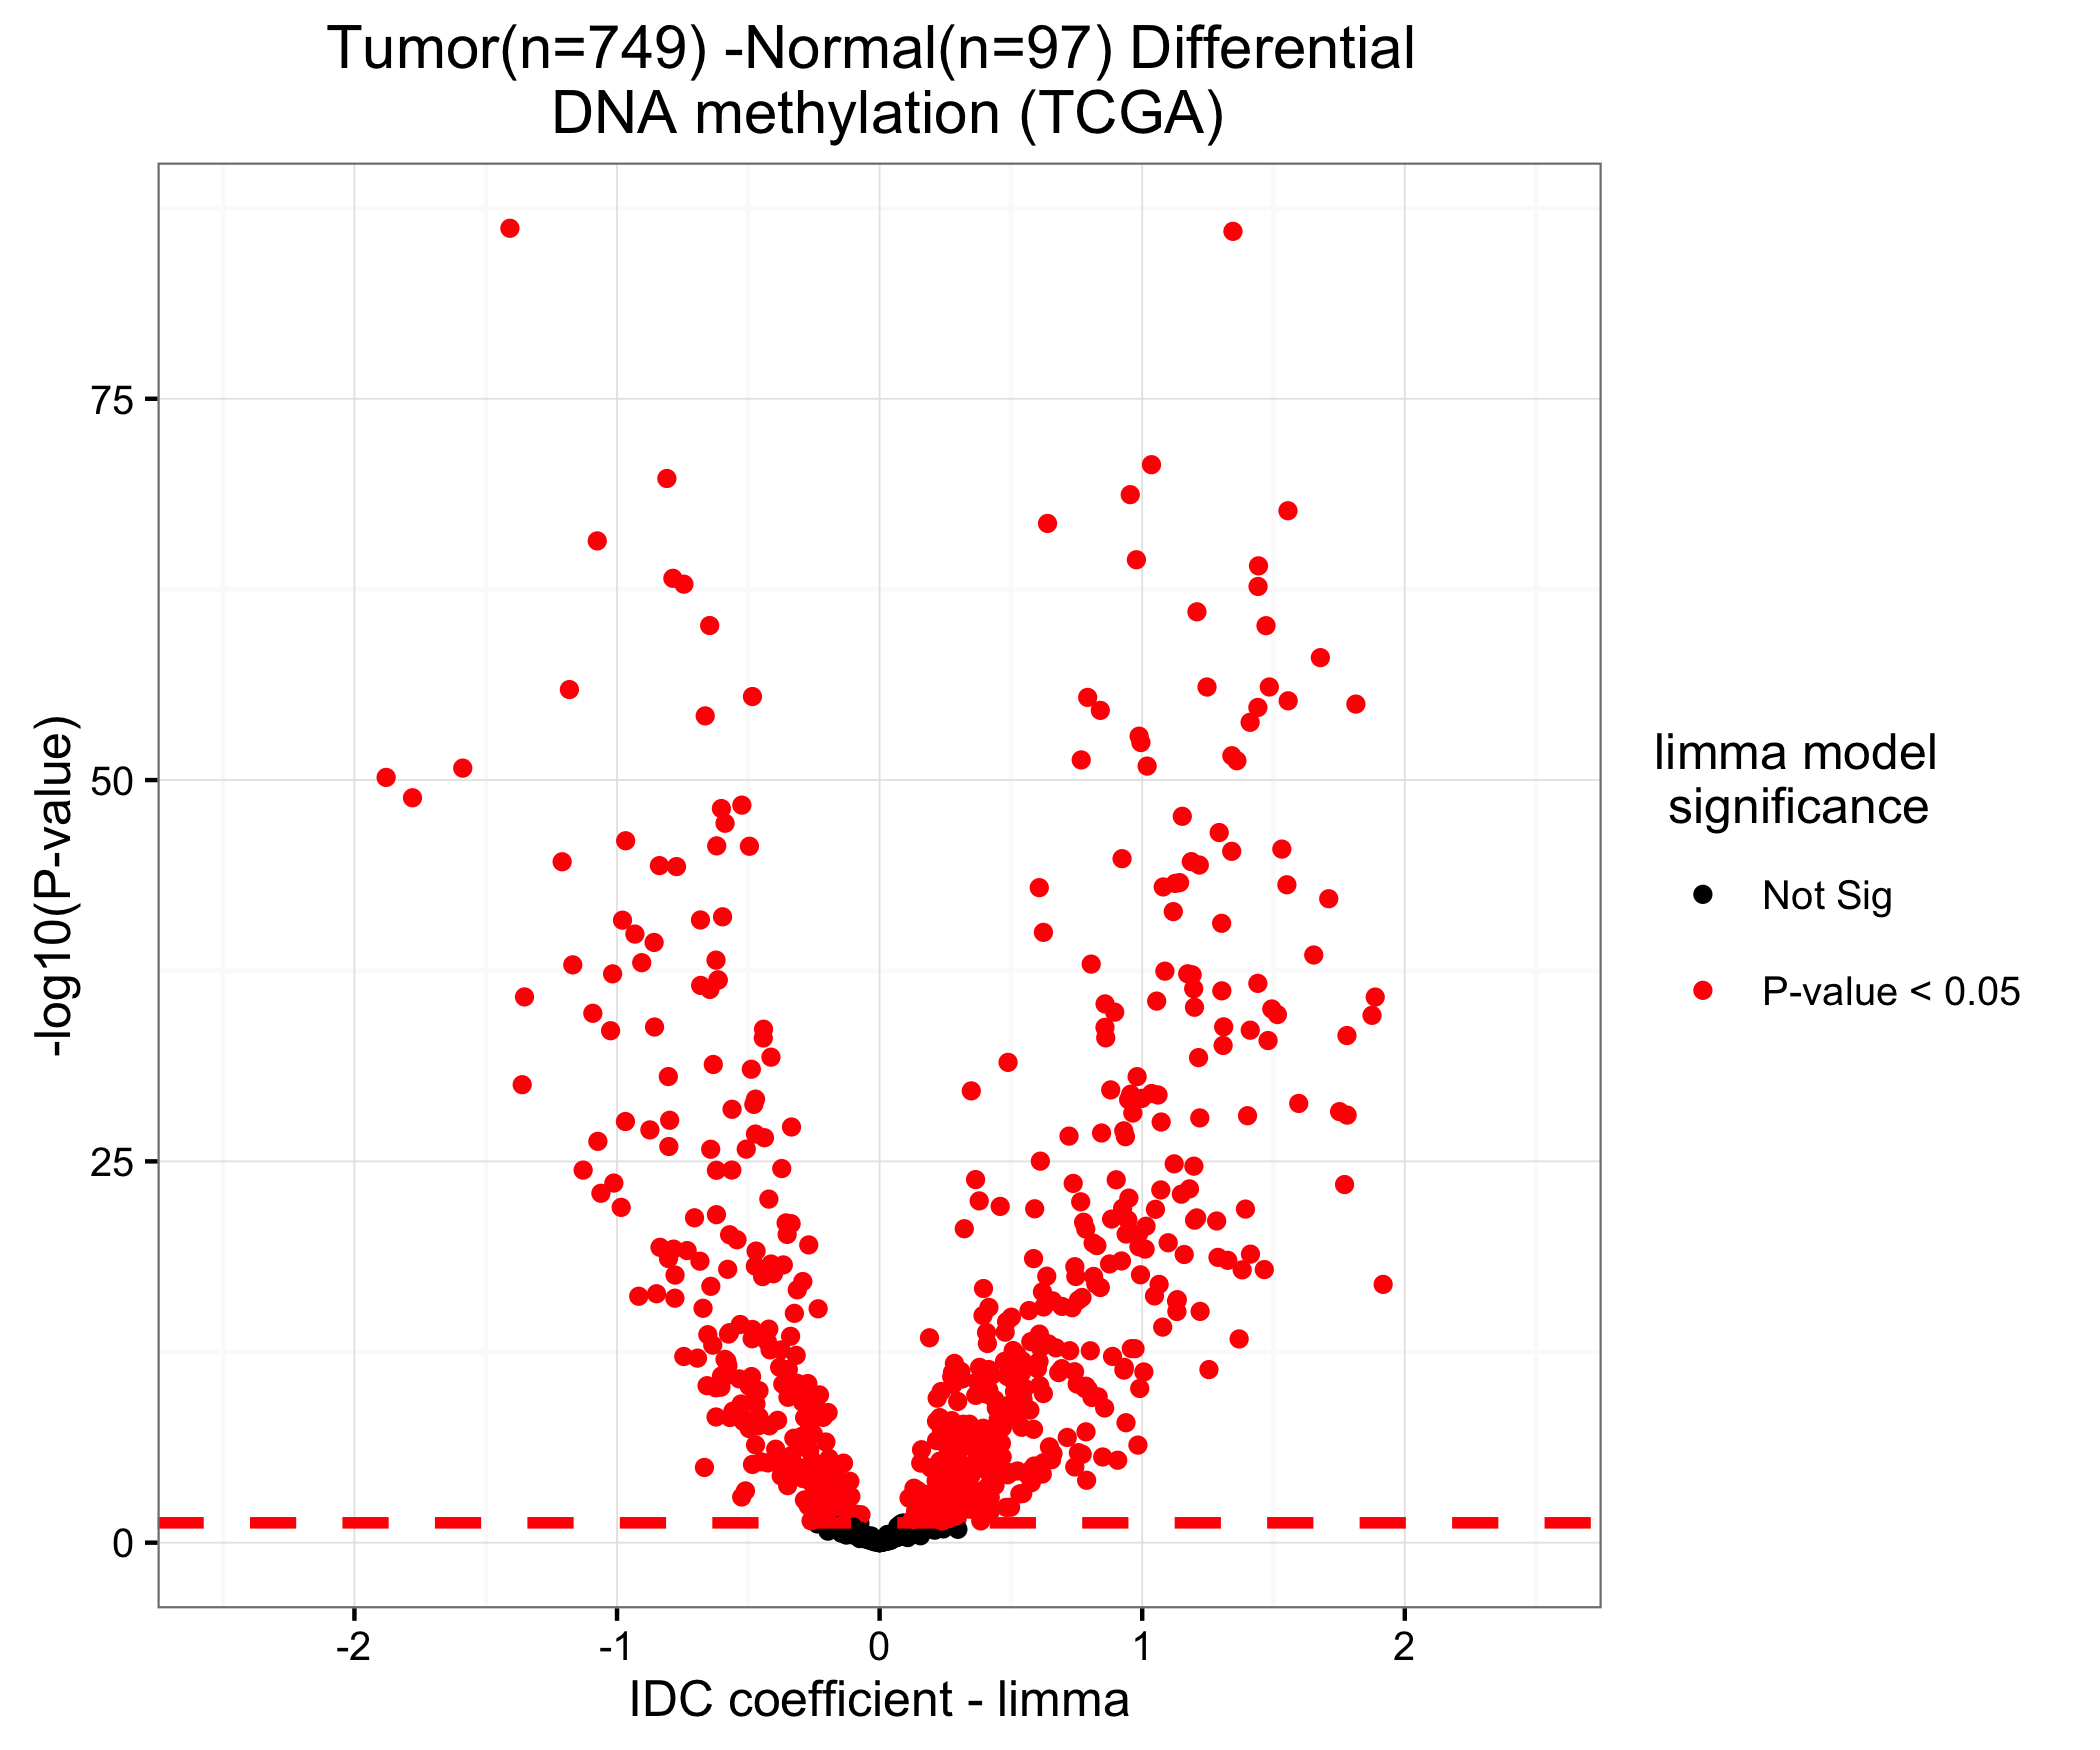 Tumor(n=749) -Normal(n=97) Differential
DNA methylation (TCGA)
75
50
25
0
-log10(P-value)
-2
-1
0
1
2
IDC coefficient - limma
limma model
significance
Not Sig
P-value < 0.05